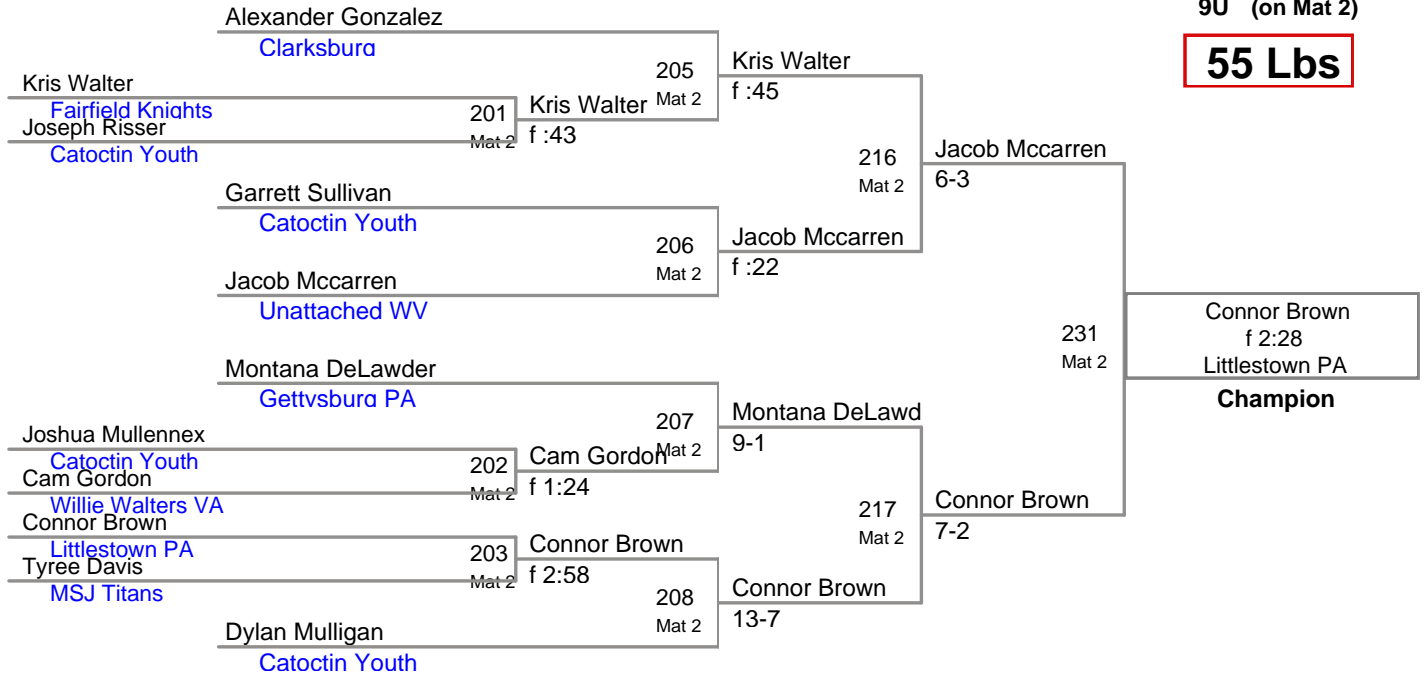 9U (on Mat 2)
55 Lbs
Alexander Gonzalez
Clarksburg
Kris Walter
Fairfield Knights
Joseph Risser
Catoctin Youth
201
Mat 2
Kris Walter
f :43
205
Mat 2
Kris Walter
f :45
Garrett Sullivan
Catoctin Youth
Jacob Mccarren
Unattached WV
206
Mat 2
Jacob Mccarren
f :22
216
Mat 2
Jacob Mccarren
6-3
Montana DeLawder
Gettysburg PA
Joshua Mullennex
Catoctin Youth
Cam Gordon
Willie Walters VA
202
Mat 2
Cam Gordon
f 1:24
207
Mat 2
Montana DeLawd
9-1
Connor Brown
Littlestown PA
Tyree Davis
MSJ Titans
203
Mat 2
Connor Brown
f 2:58
Dylan Mulligan
Catoctin Youth
208
Mat 2
Connor Brown
13-7
217
Mat 2
Connor Brown
7-2
231
Mat 2
Connor Brown
f 2:28
Littlestown PA
Champion